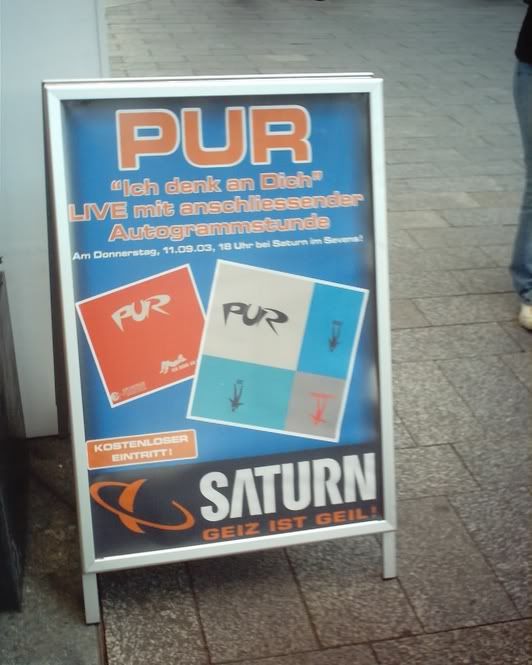 PUR
"Ich denk an Dich"
LIVE mit anschliessender
Autogrammstunde
Am Donnerstag, 11.09.03, 18 Uhr bei Saturn im Sevens!
PUR
PUR
KOSTENLOSER
EINTRITT!
SATURN
GEIZ IST GEIL!